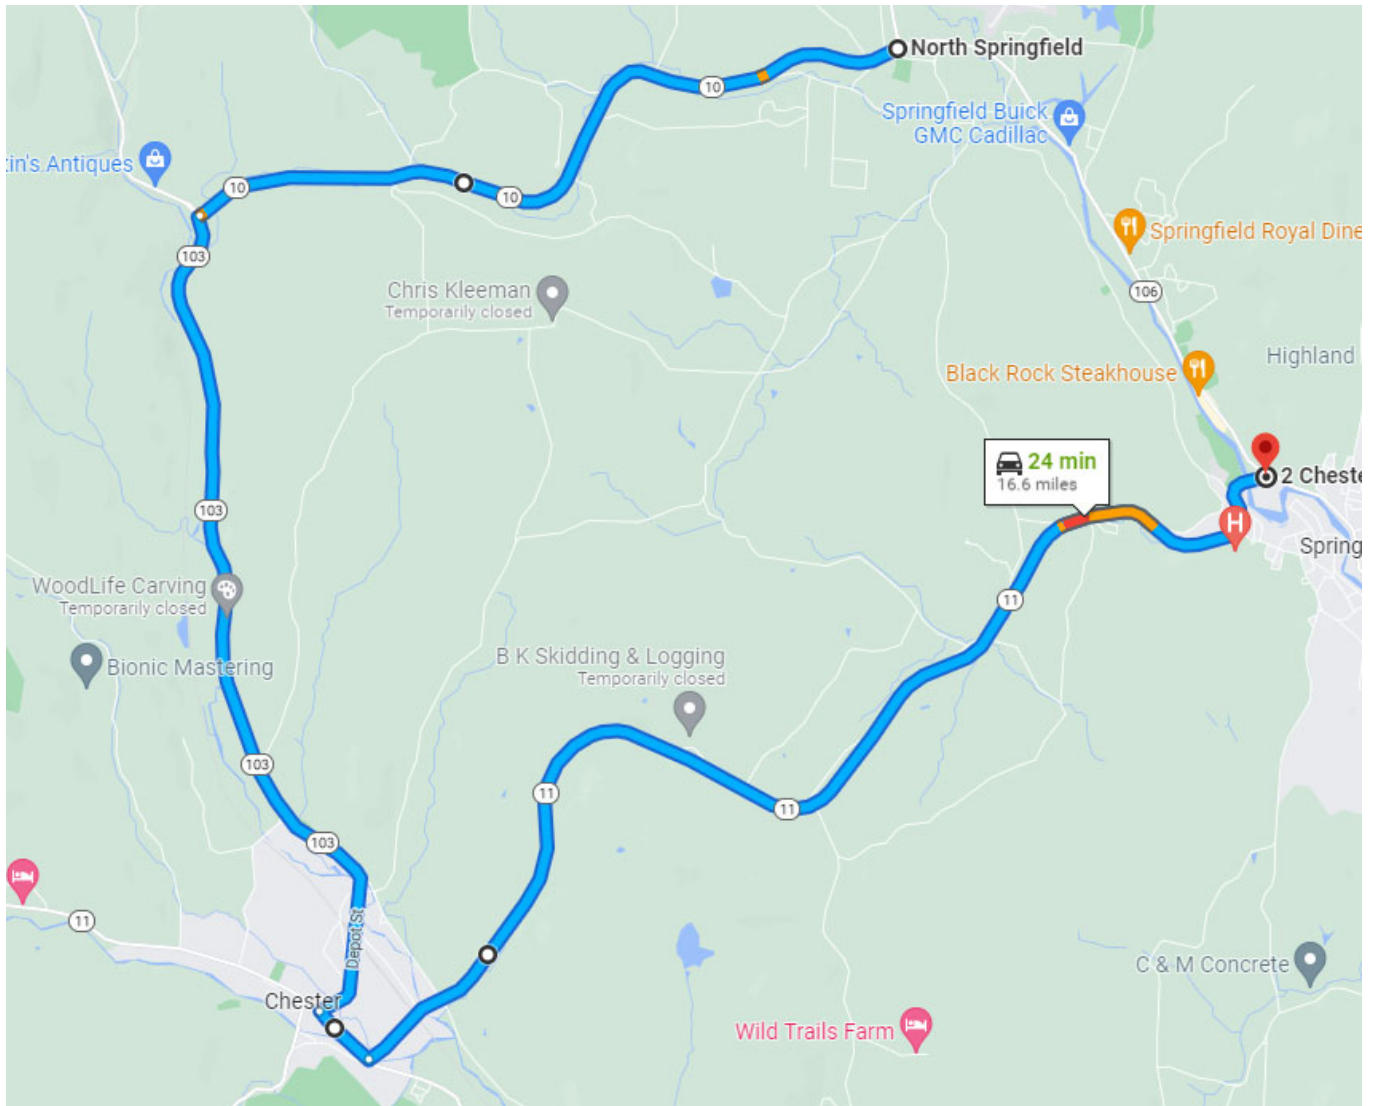 North Springfield
10
Springfield Buick
GMC Cadillac
tin's Antiques
10
10
Springfield Royal Dine
103
Chris Kleeman
Temporarily closed
106
Highland
Black Rock Steakhouse
24 min
16.6 miles
2 Cheste
103
H
Spring
WoodLife Carving
Temporarily closed
11
B K Skidding & Logging
Temporarily closed
Bionic Mastering
103
11
11
103
11
Depot St
C & M Concrete
Chester
Wild Trails Farm